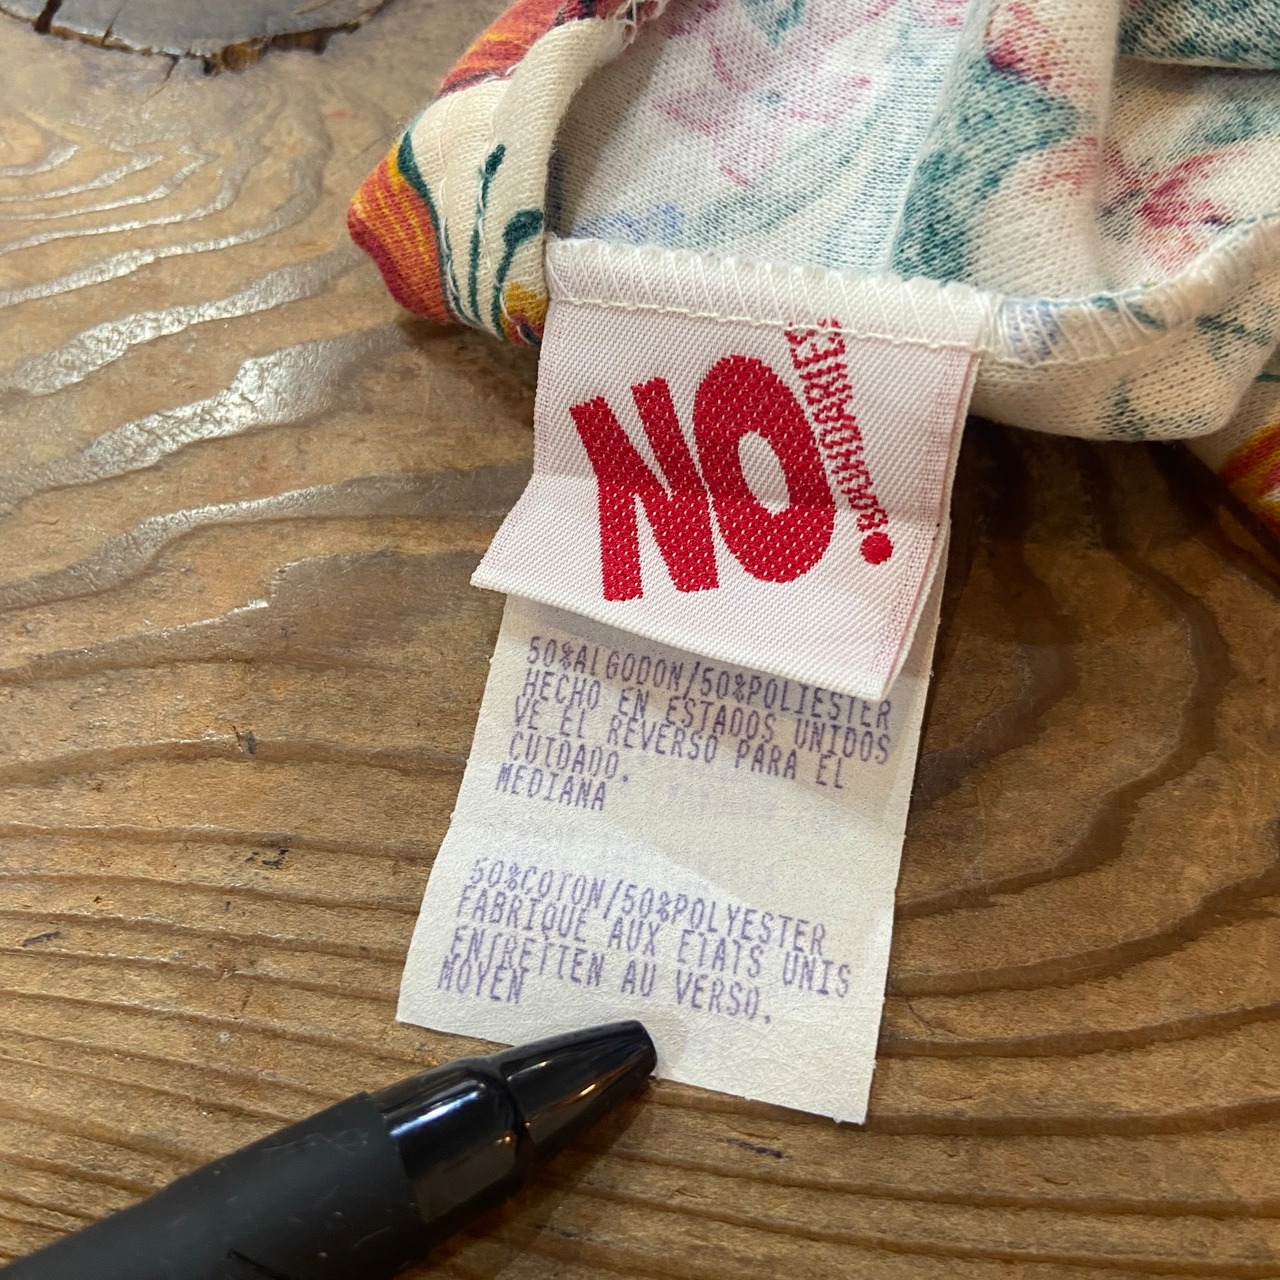 NO!
BOUNDARIES
50%ALGODON/50%POLIESTER
HECHO EN ESTADOS UNIDOS
VE EL REVERSO PARA EL
CUIDADO.
MEDIANA
50%COTON/50%POLYESTER
FABRIQUE AUX ETATS UNIS
ENTRETTEN AU VERSO.
MOYEN